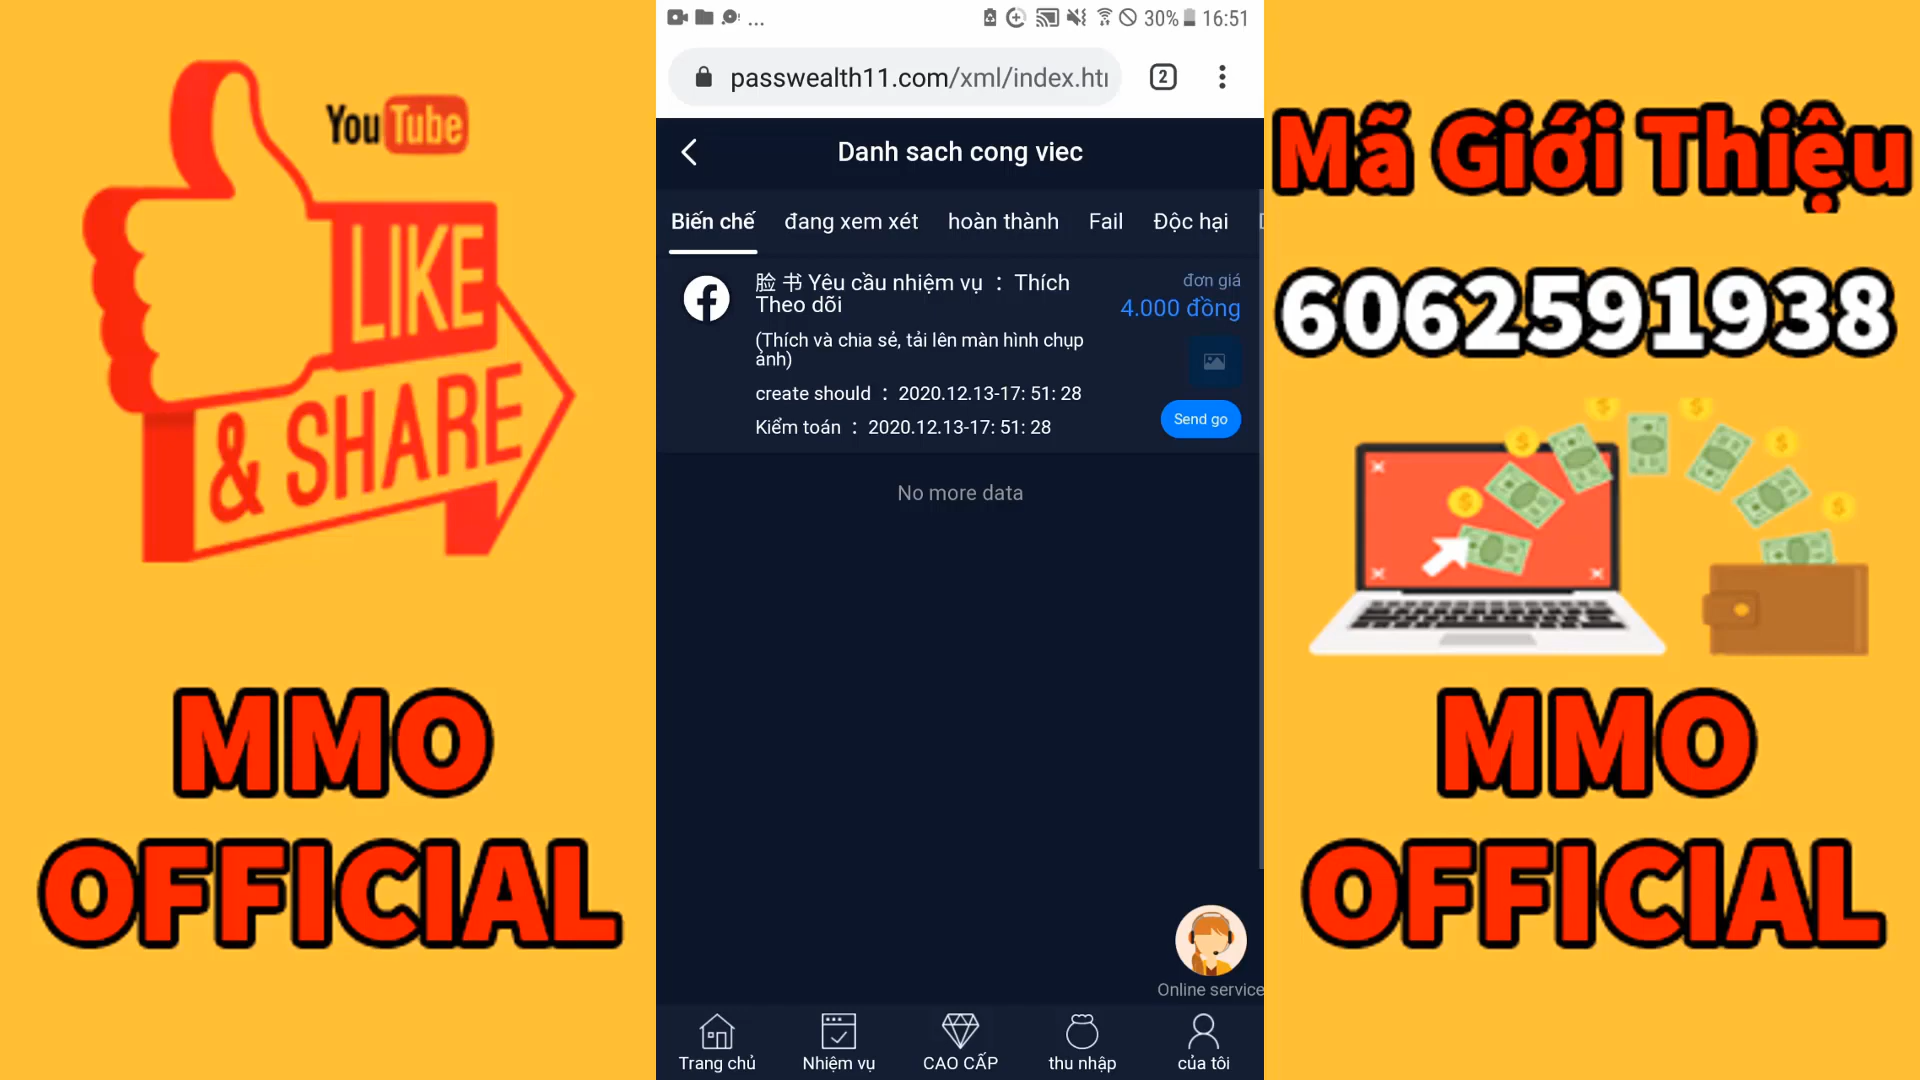 YouTube
LIKE
& SHARE
MMO
OFFICIAL
... 30% 16:51
passwealth11.com/xml/index.ht
2
Danh sach cong viec
Biến chế đang xem xét hoàn thành Fail Độc hại
脸 书 Yêu cầu nhiệm vụ ： Thích
Theo dõi
(Thích và chia sẻ, tải lên màn hình chụp
ảnh)
create should ： 2020.12.13-17: 51: 28
Kiểm toán ： 2020.12.13-17: 51: 28
đơn giá
4.000 đồng
Send go
No more data
Online service
Trang chủ Nhiệm vụ CAO CẤP thu nhập của tôi
Mã Giới Thiệu
6062591938
MMO
OFFICIAL